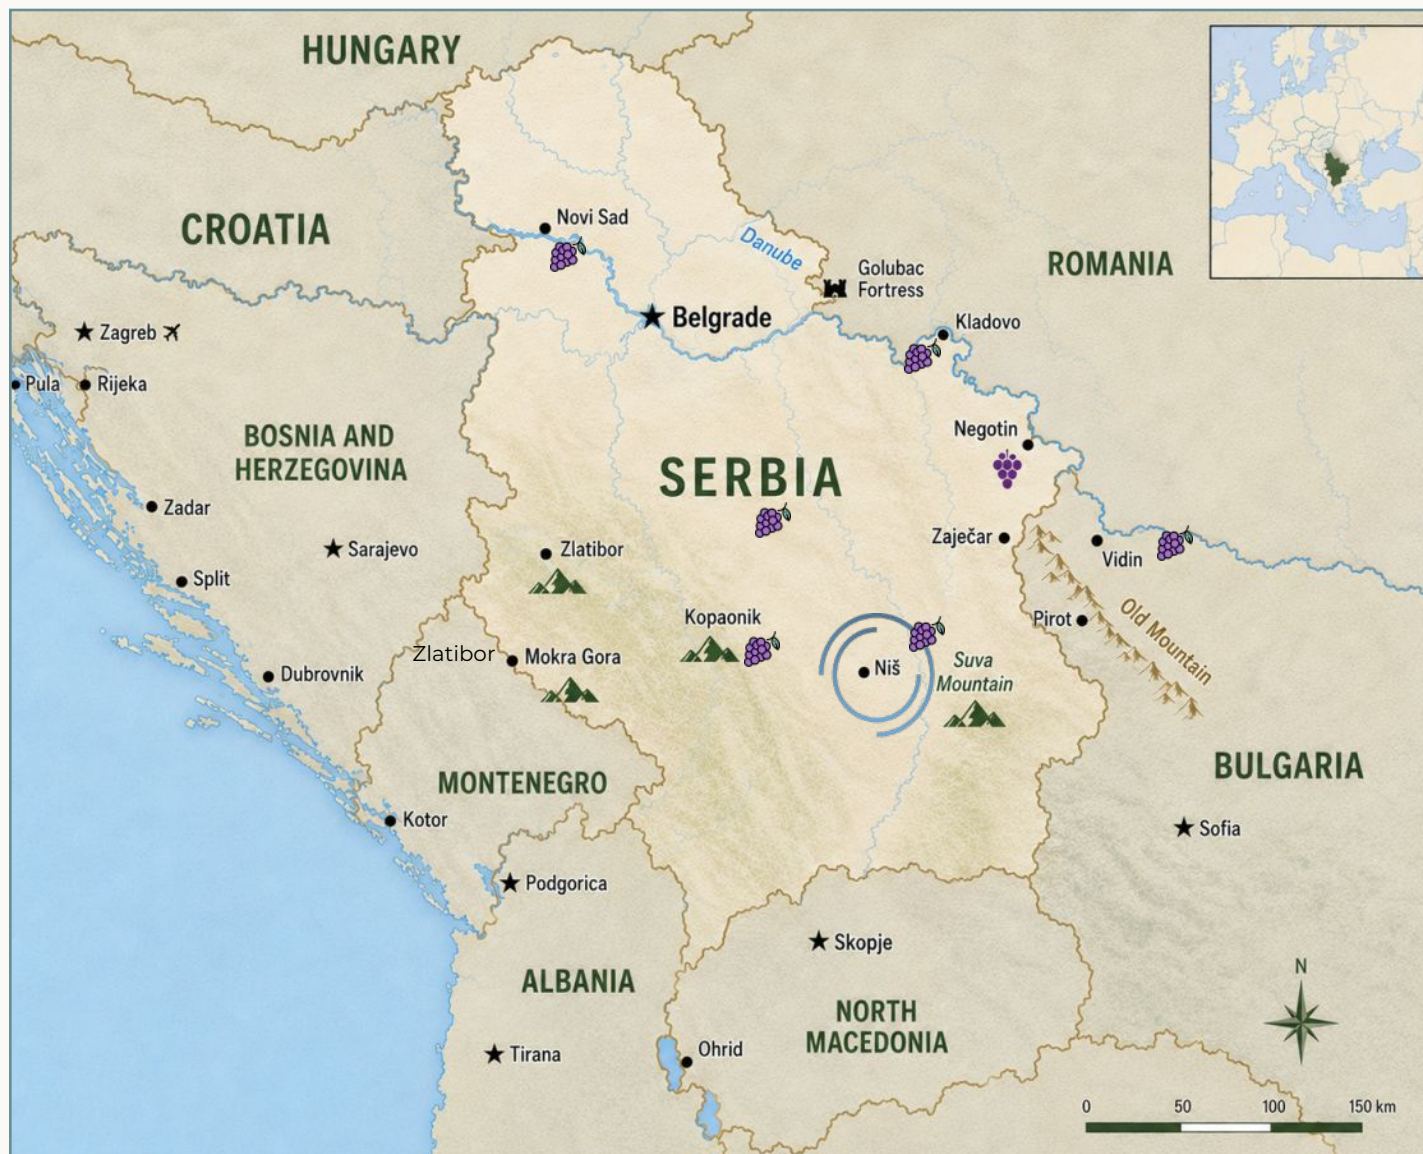 HUNGARY
CROATIA
Novi Sad
Danube
Golubac
Fortress
ROMANIA
Belgrade
Kladovo
Zagreb
Pula
Rijeka
BOSNIA AND
HERZEGOVINA
Negotin
SERBIA
Zadar
Zaječar
Sarajevo
Zlatibor
Vidin
Split
Kopaonik
Pirot
Old Mountain
Zlatibor
Mokra Gora
Niš
Suva
Mountain
Dubrovnik
MONTENEGRO
BULGARIA
Kotor
Sofia
Podgorica
Skopje
ALBANIA
NORTH
MACEDONIA
N
Tirana
Ohrid
0 50 100 150 km